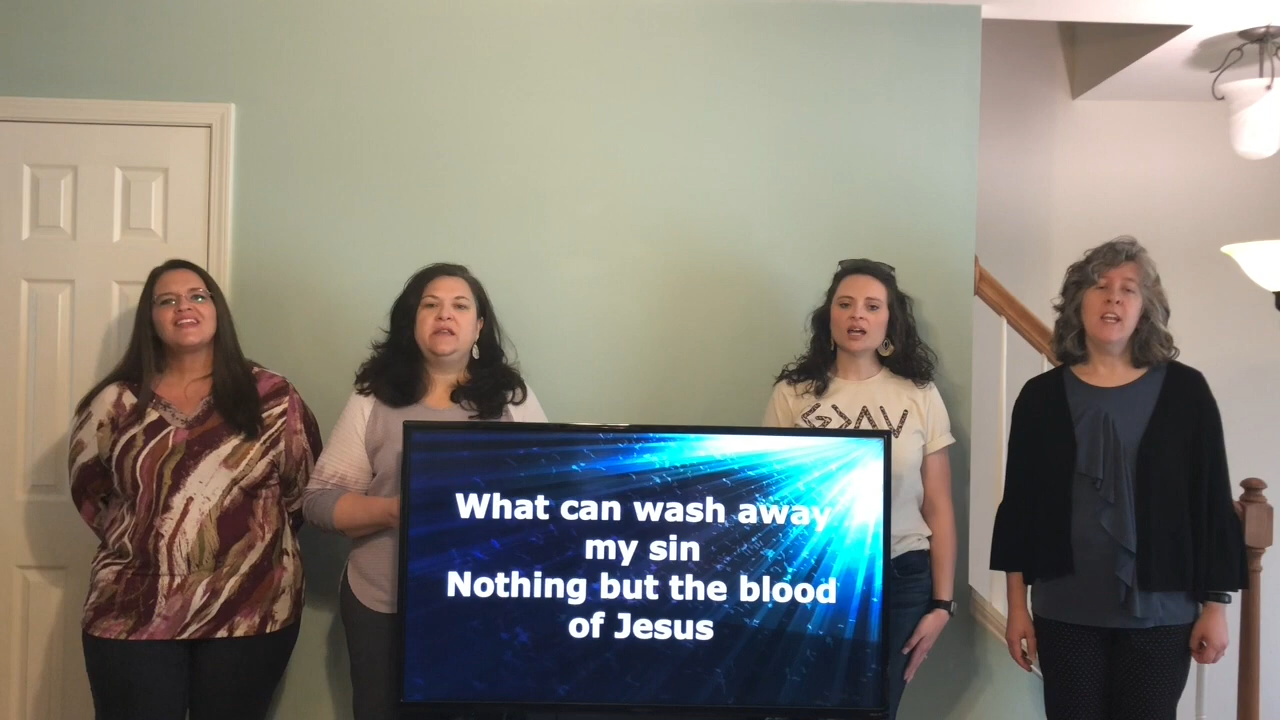 G>∧∨
What can wash away
my sin
Nothing but the blood
of Jesus